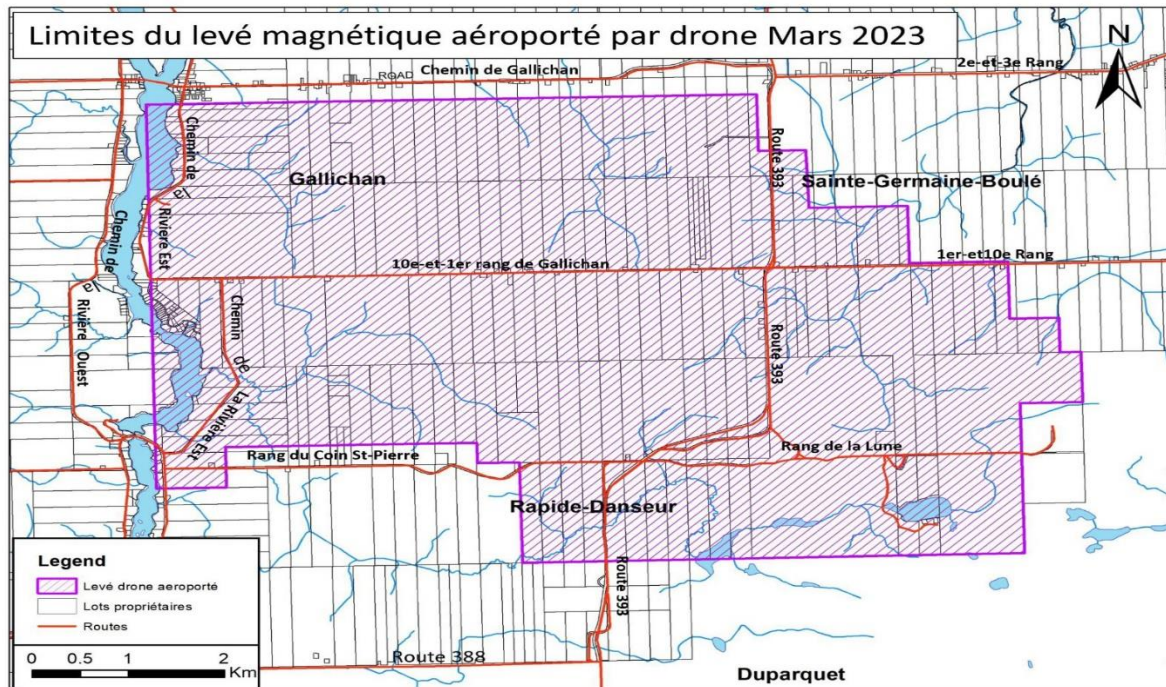 Limites du levé magnétique aéroporté par drone Mars 2023
N
ROAD
Chemin de Gallichan
2e-et-3e Rang
Chemin de
la
Riviere Est
Gallichan
Route 393
Sainte-Germaine-Boulé
Chemin de
la
Rivière Ouest
10e-et-1er rang de Gallichan
1er-et10e Rang
Chemin de
La Rivière Est
Route 393
Rang du Coin St-Pierre
Rang de la Lune
Rapide-Danseur
Route 393
Route 388
Duparquet
Legend
Levé drone aeroporté
Lots propriétaires
Routes
0 0.5 1 2
Km